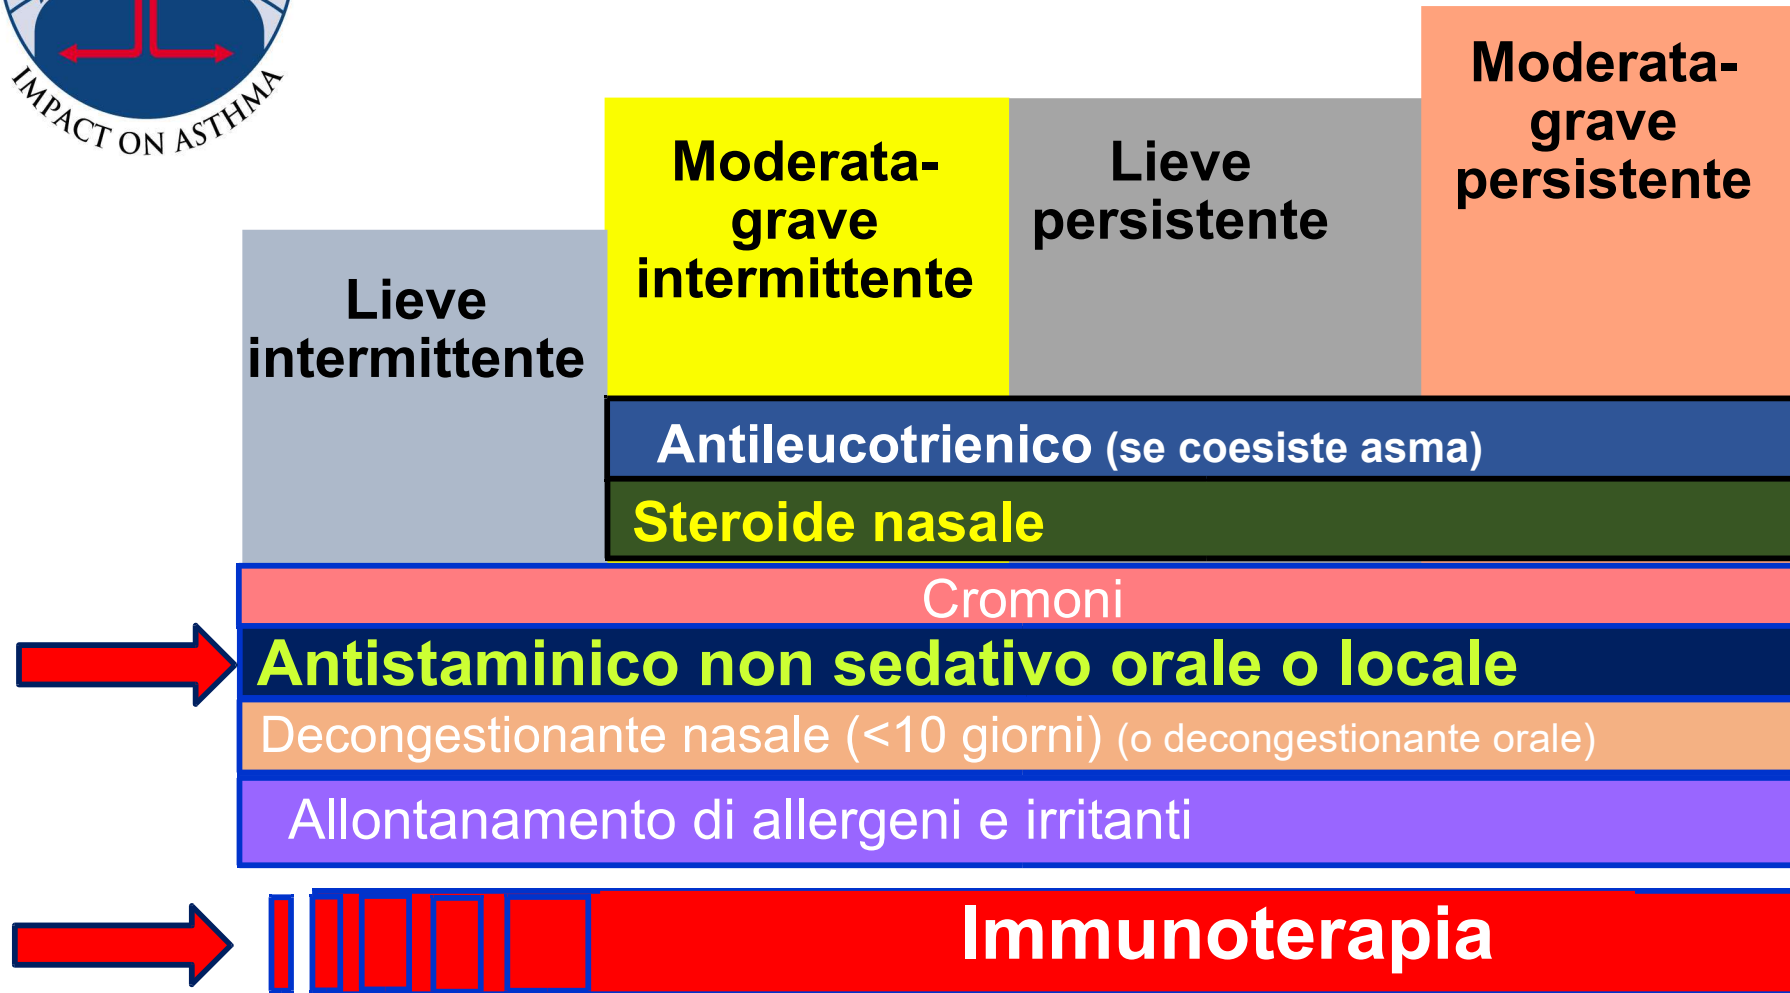 IMPACT ON ASTHMA
Lieve
intermittente
Moderata-
grave
intermittente
Lieve
persistente
Moderata-
grave
persistente
Antileucotrienico (se coesiste asma)
Steroide nasale
Cromoni
Antistaminico non sedativo orale o locale
Decongestionante nasale (<10 giorni) (o decongestionante orale)
Allontanamento di allergeni e irritanti
Immunoterapia